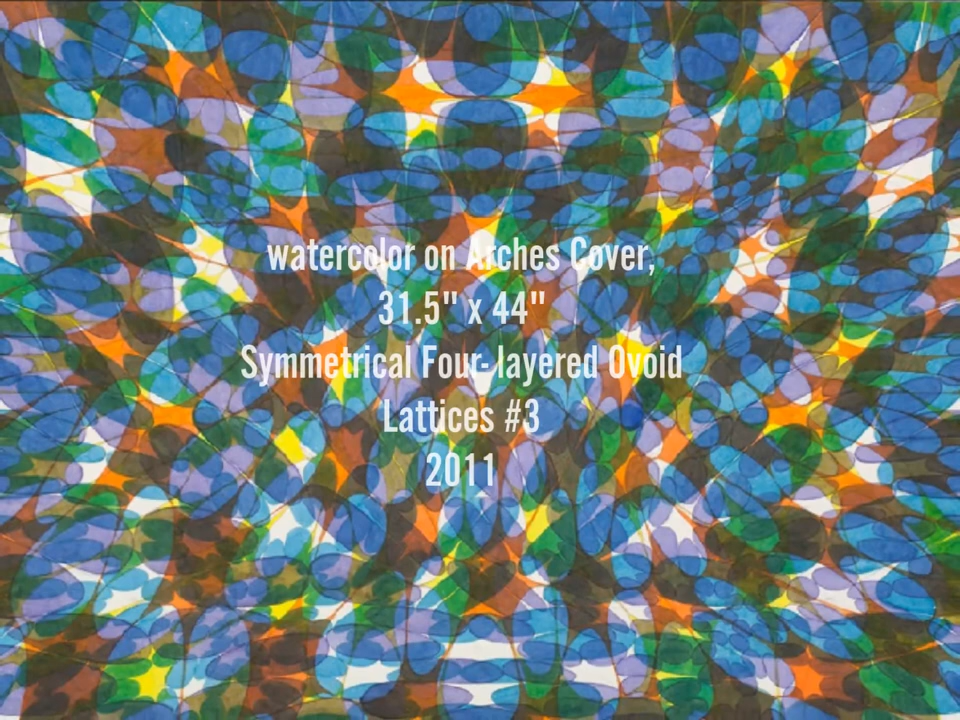 watercolor on Arches Cover,
31.5" x 44"
Symmetrical Four-layered Ovoid
Lattices #3
2011